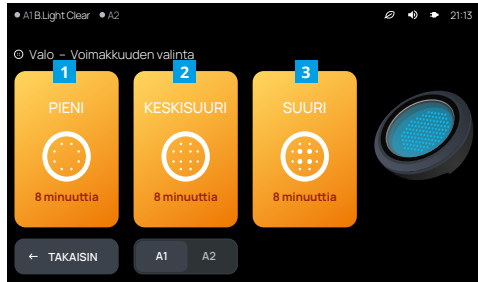 A1 B.Light Clear A2 21:13
Valo – Voimakkuuden valinta
1 2 3
PIENI KESKISUURI SUURI
8 minuuttia 8 minuuttia 8 minuuttia
← TAKAISIN A1 A2